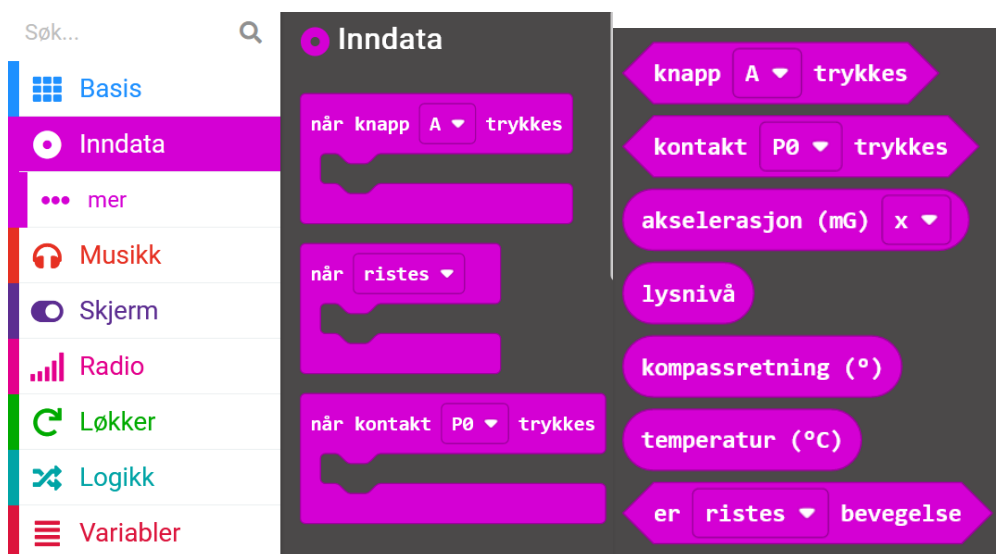 Søk...
Basis
Inndata
mer
Musikk
Skjerm
Radio
Løkker
Logikk
Variabler
Inndata
når knapp A trykkes
når ristes
når kontakt P0 trykkes
knapp A trykkes
kontakt P0 trykkes
akselerasjon (mG) x
lysnivå
kompassretning (º)
temperatur (ºC)
er ristes bevegelse